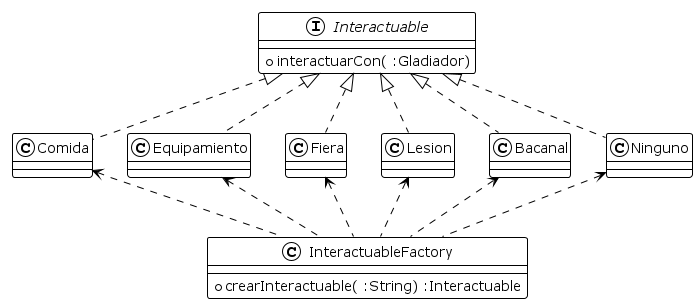 I Interactuable
interactuarCon( :Gladiador)
C Comida
C Equipamiento
C Fiera
C Lesion
C Bacanal
C Ninguno
C InteractuableFactory
crearInteractuable( :String) :Interactuable